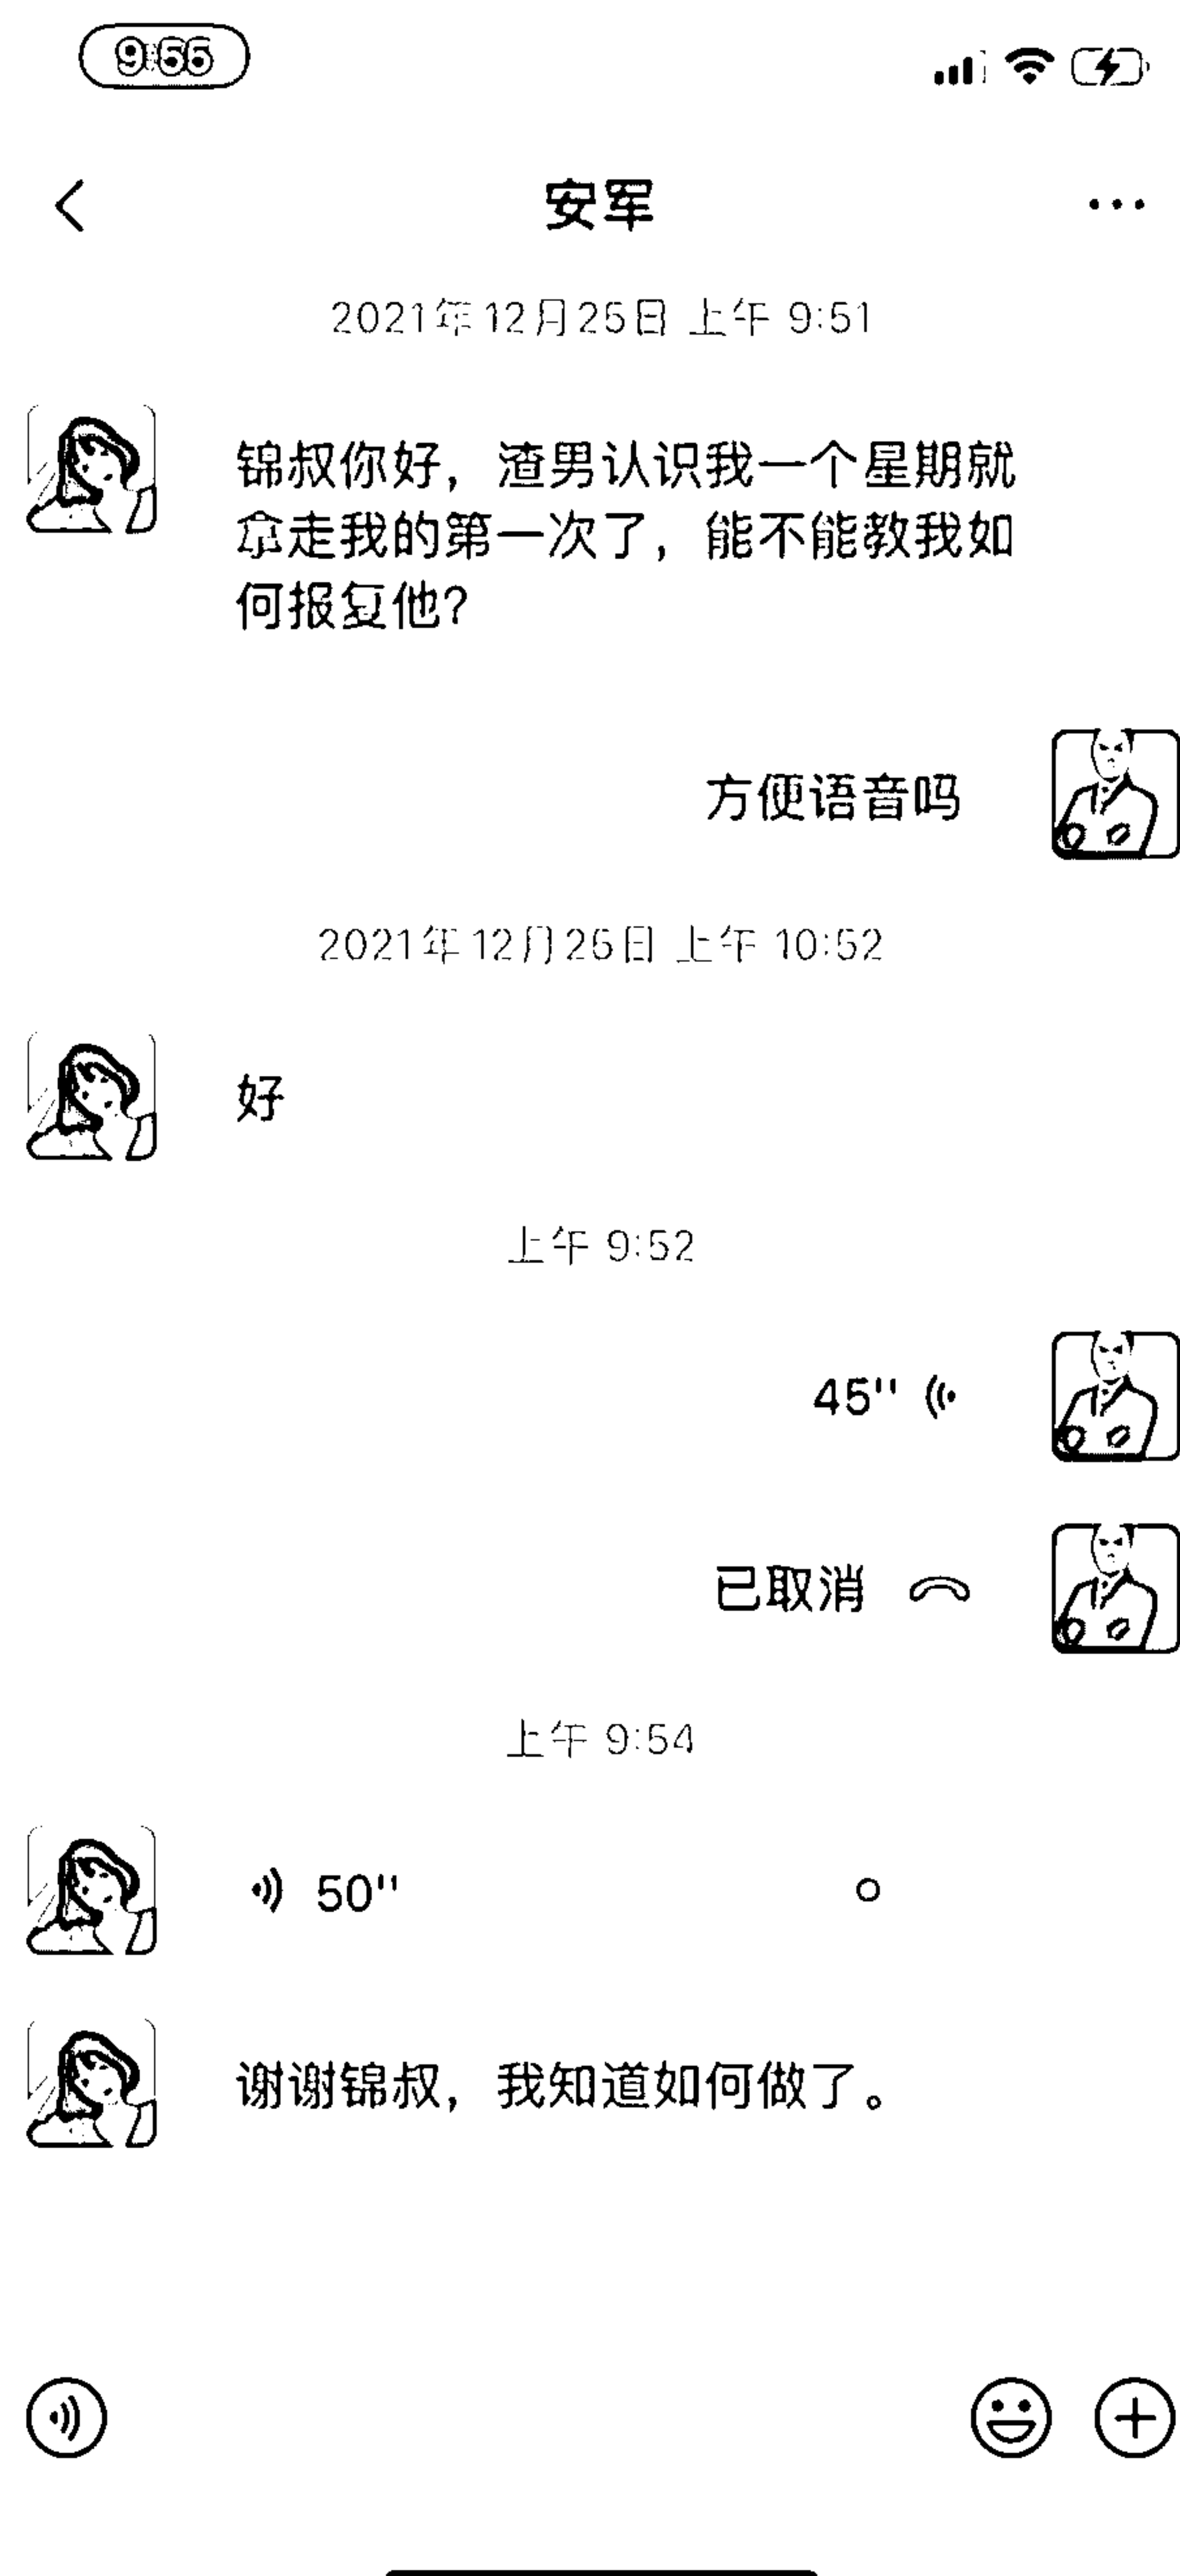 9:55
安军
2021年12月25日 上午 9:51
锦叔你好，渣男认识我一个星期就
拿走我的第一次了，能不能教我如
何报复他？
方便语音吗
2021年12月25日 上午 10:52
好
上午 9:52
45"
已取消
上午 9:54
50"
谢谢锦叔，我知道如何做了。